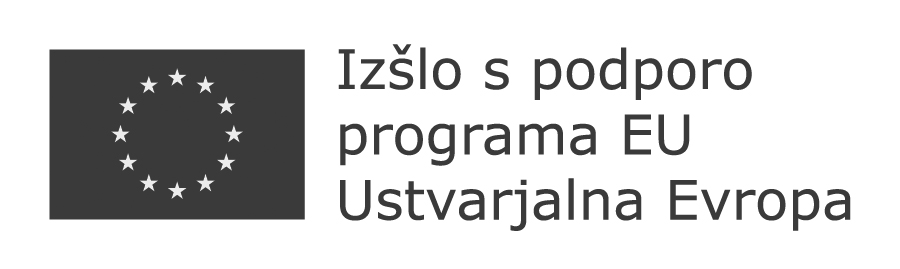 Izšlo s podporo
programa EU
Ustvarjalna Evropa